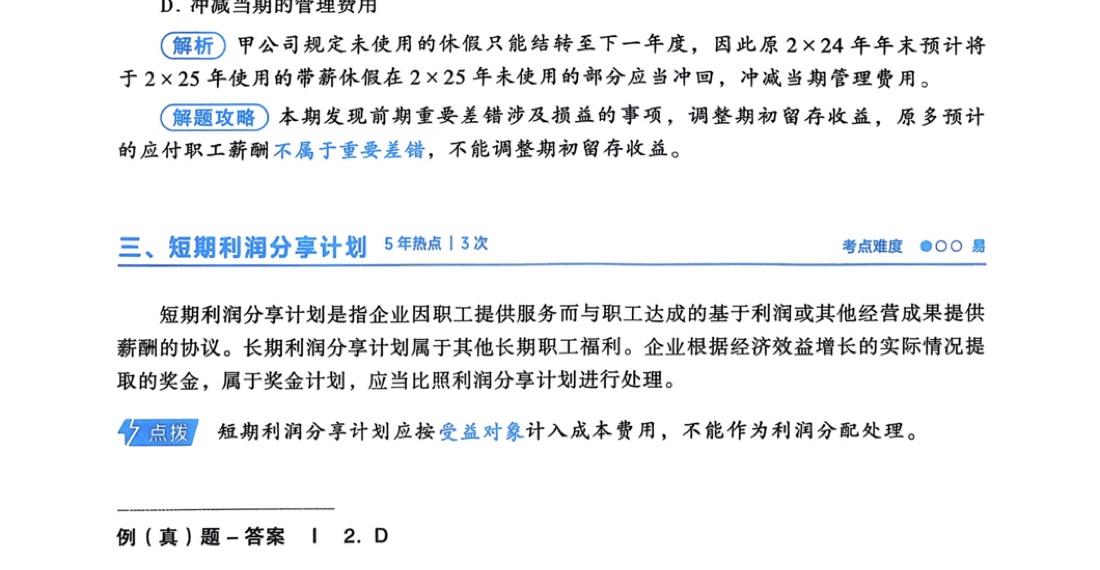 D. 冲减当期的管理费用
解析 甲公司规定未使用的休假只能结转至下一年度，因此原 2×24 年年末预计将
于 2×25 年使用的带薪休假在 2×25 年未使用的部分应当冲回，冲减当期管理费用。
解题攻略 本期发现前期重要差错涉及损益的事项，调整期初留存收益，原多预计
的应付职工薪酬不属于重要差错，不能调整期初留存收益。
三、短期利润分享计划 5年热点 | 3次 考点难度 ●○○ 易
短期利润分享计划是指企业因职工提供服务而与职工达成的基于利润或其他经营成果提供
薪酬的协议。长期利润分享计划属于其他长期职工福利。企业根据经济效益增长的实际情况提
取的奖金，属于奖金计划，应当比照利润分享计划进行处理。
点拨 短期利润分享计划应按受益对象计入成本费用，不能作为利润分配处理。
例（真）题－答案 | 2. D